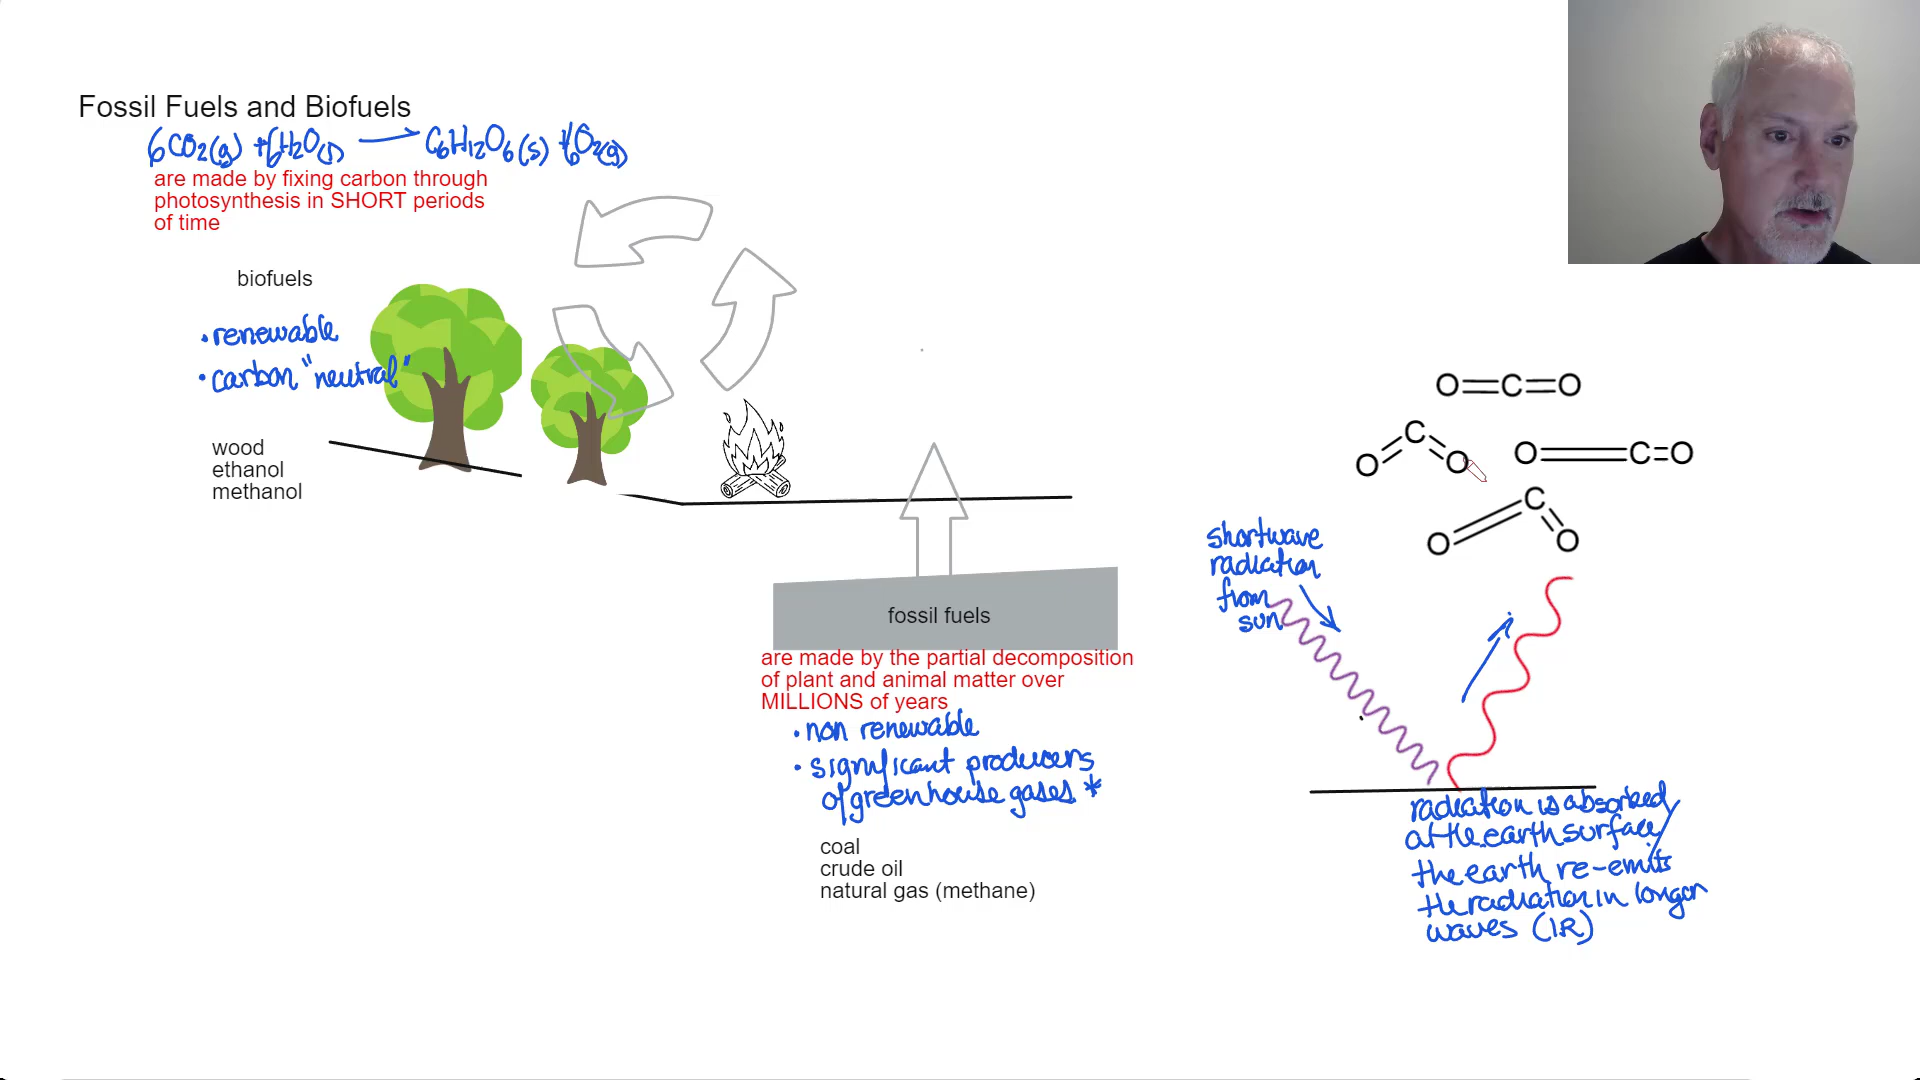 Fossil Fuels and Biofuels
6CO2(g) + 6H2O(l) → C6H12O6(s) + 6O2(g)
are made by fixing carbon through
photosynthesis in SHORT periods
of time
biofuels
• renewable
• carbon "neutral"
wood
ethanol
methanol
fossil fuels
are made by the partial decomposition
of plant and animal matter over
MILLIONS of years
• non renewable
• significant producers
of greenhouse gases *
coal
crude oil
natural gas (methane)
O=C=O
O=C=O
O=C=O
O=C=O
shortwave
radiation
from
sun
radiation is absorbed
at the earth surface/
the earth re-emits
the radiation in longer
waves (IR)